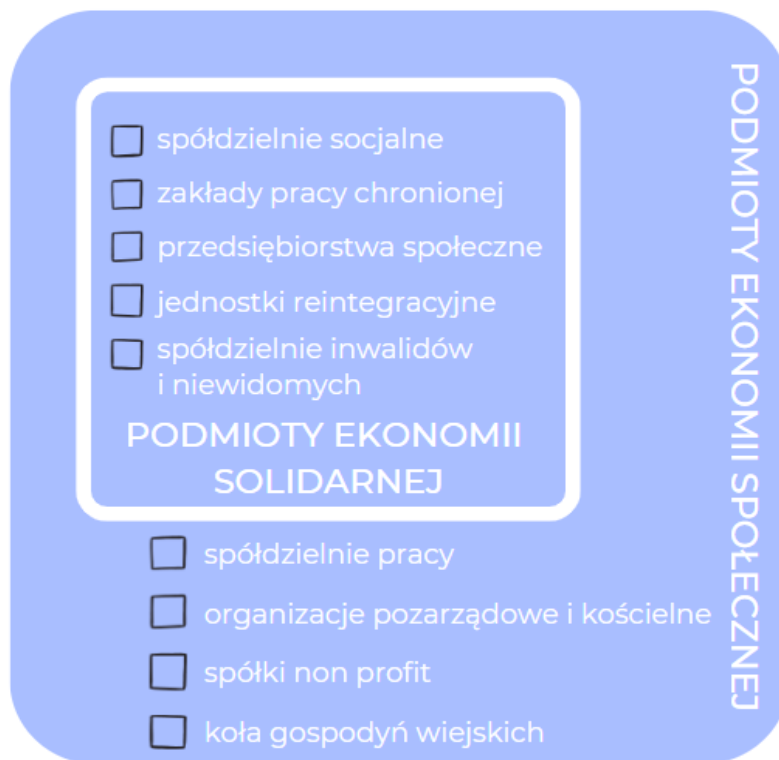 spółdzielnie socjalne
zakłady pracy chronionej
przedsiębiorstwa społeczne
jednostki reintegracyjne
spółdzielnie inwalidów
i niewidomych
PODMIOTY EKONOMII
SOLIDARNEJ
spółdzielnie pracy
organizacje pozarządowe i kościelne
spółki non profit
koła gospodyń wiejskich
PODMIOTY EKONOMII SPOŁECZNEJ